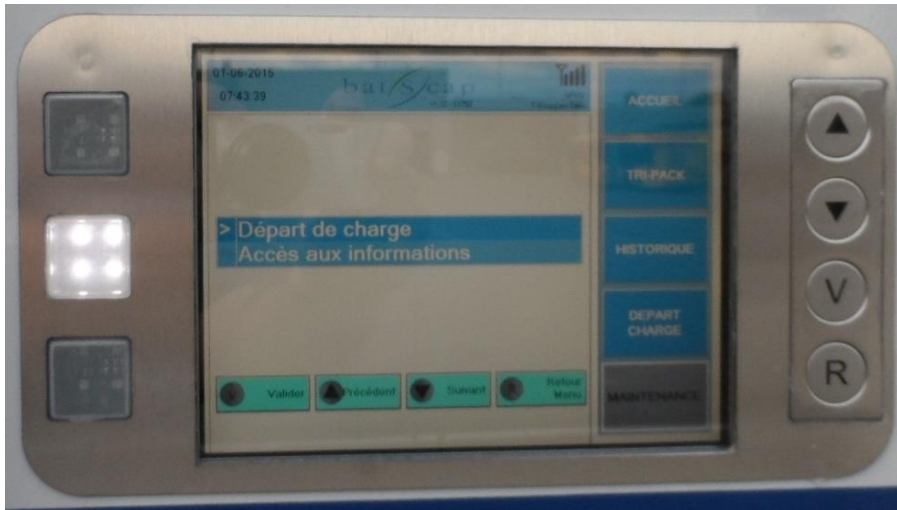 01-06-2015
07:43:39
batScap
ACCUEIL
TRI-PACK
HISTORIQUE
DEPART
CHARGE
MAINTENANCE
> Départ de charge
Accès aux informations
V Valider
Précédent
Suivant
R Retour
Menu
V
R